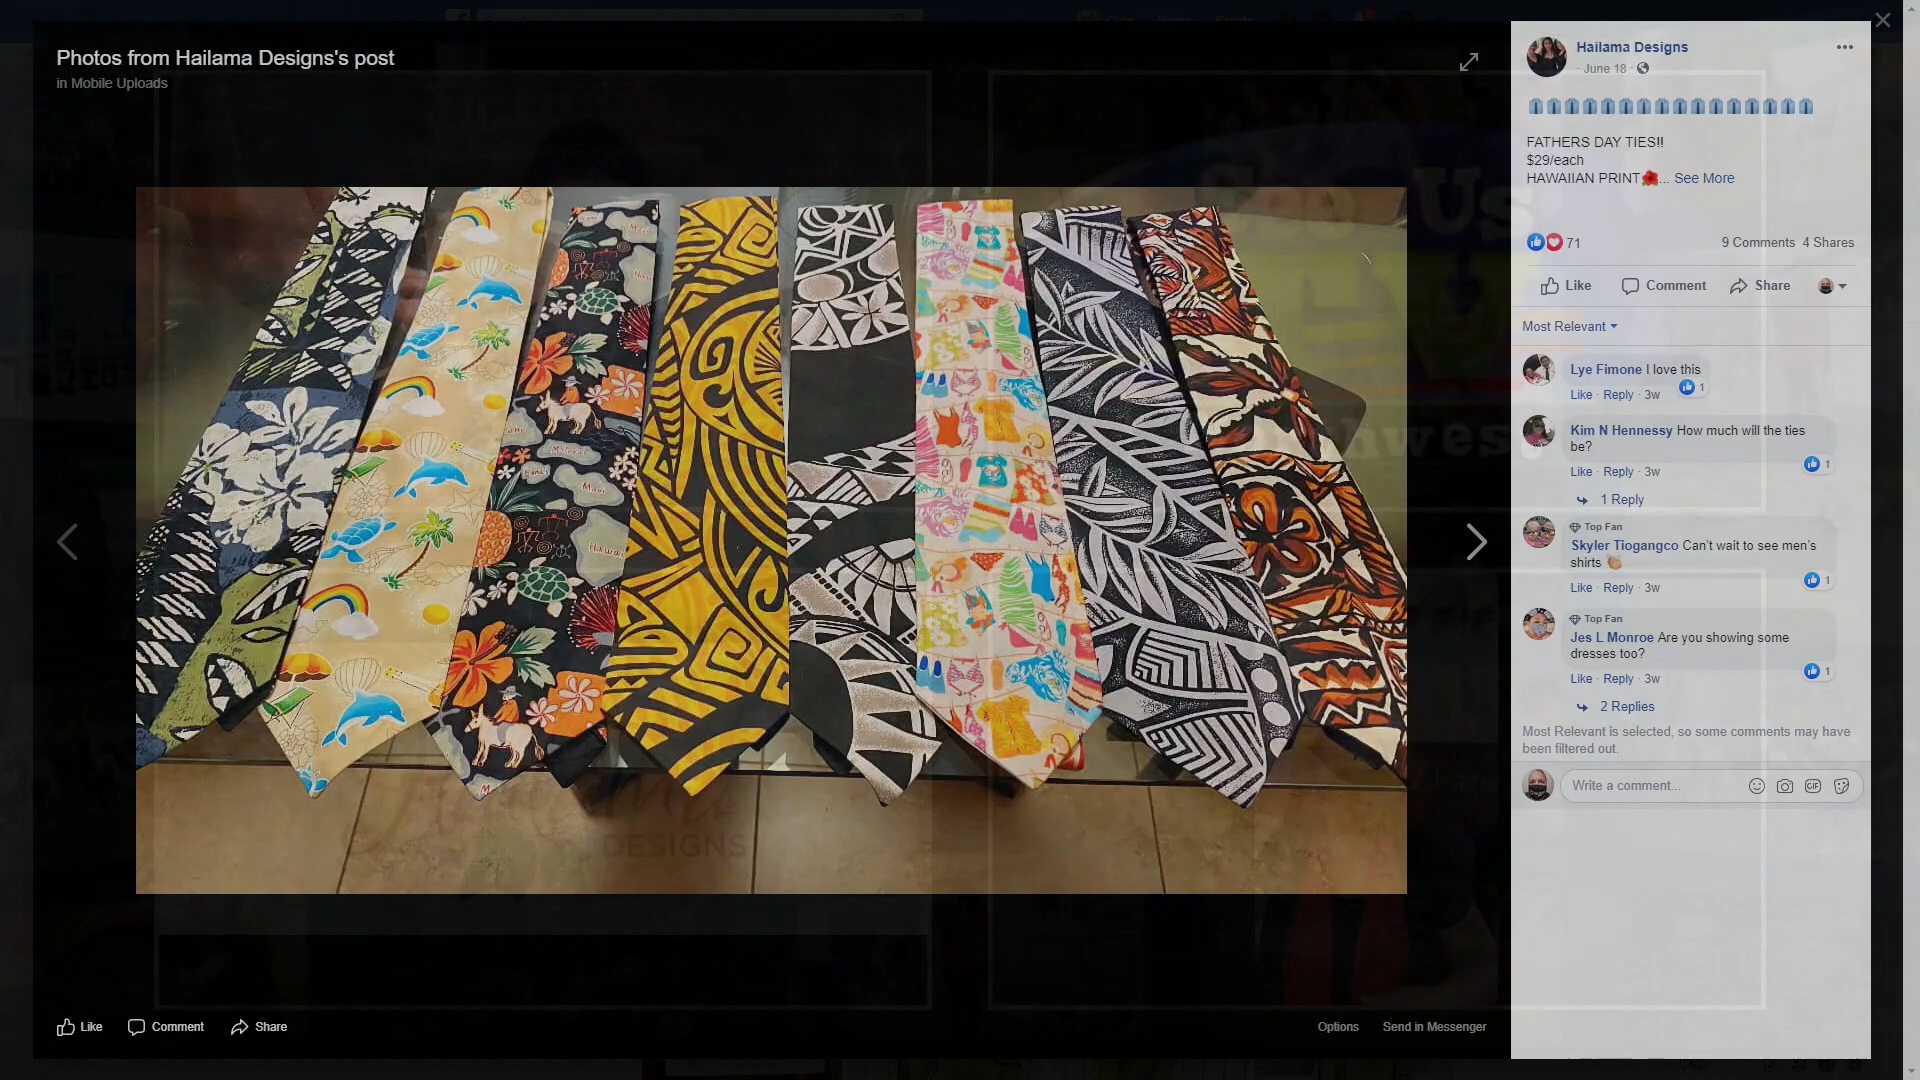 Photos from Hailama Designs's post
in Mobile Uploads
Hailama Designs
· June 18 ·
FATHERS DAY TIES!!
$29/each
HAWAIIAN PRINT🌺... See More
71
9 Comments 4 Shares
Like Comment Share
Most Relevant
Lye Fimone I love this
1
Like · Reply · 3w
Kim N Hennessy How much will the ties
be?
1
Like · Reply · 3w
1 Reply
Top Fan
Skyler Tiogangco Can't wait to see men's
shirts
1
Like · Reply · 3w
Top Fan
Jes L Monroe Are you showing some
dresses too?
1
Like · Reply · 3w
2 Replies
Most Relevant is selected, so some comments may have
been filtered out.
Write a comment...
GIF
Maui
Molokai
Maui
Hawaii
DESIGNS
Us
Like Comment Share
Options Send in Messenger